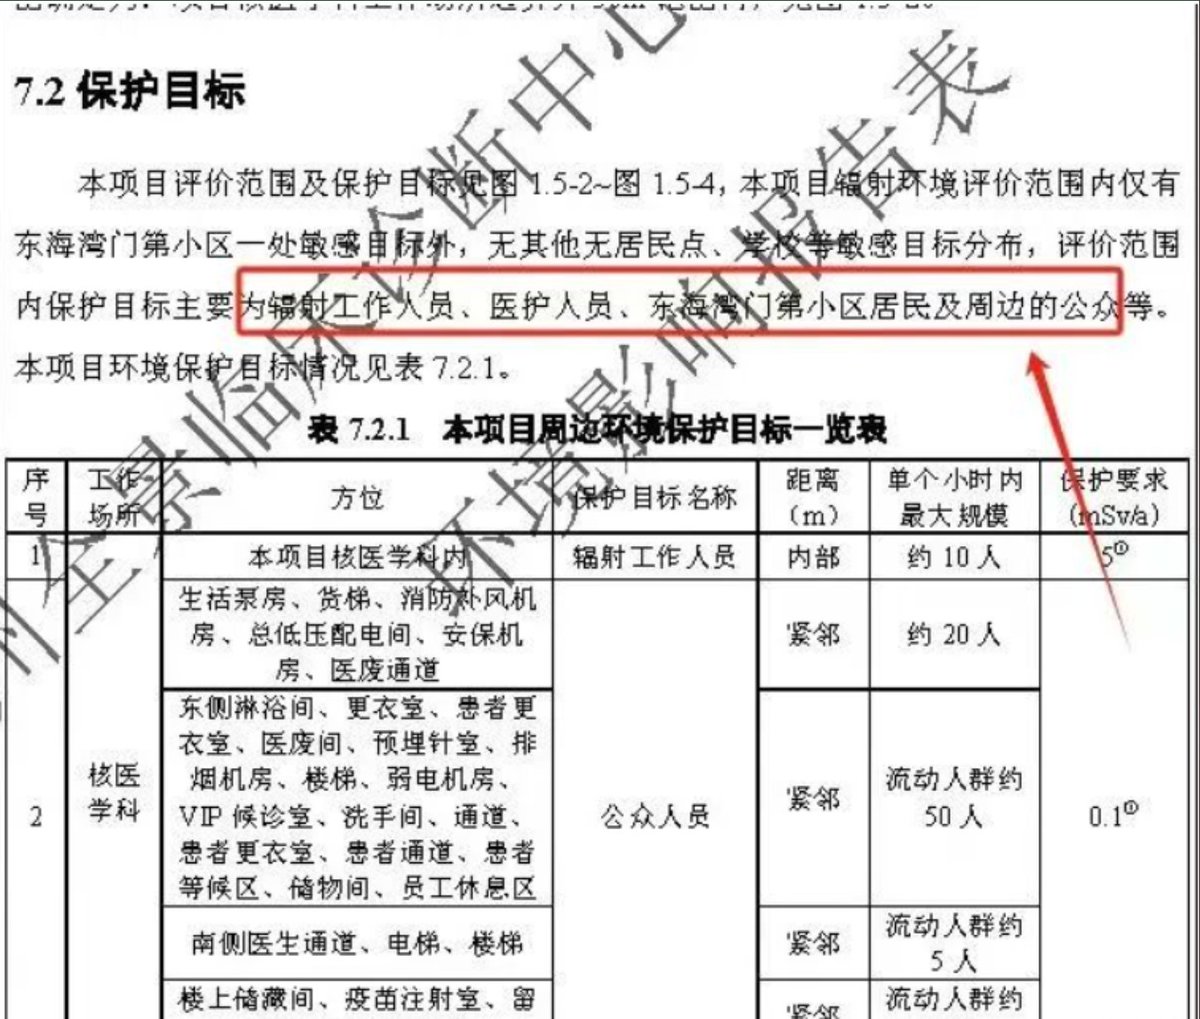 7.2 保护目标
本项目评价范围及保护目标见图 1.5-2~图 1.5-4，本项目辐射环境评价范围内仅有
东海湾门第小区一处敏感目标外，无其他无居民点、学校等敏感目标分布，评价范围
内保护目标主要为辐射工作人员、医护人员、东海湾门第小区居民及周边的公众等。
本项目环境保护目标情况见表 7.2.1。
表 7.2.1 本项目周边环境保护目标一览表
序号 工作场所 方位 保护目标名称 距离（m） 单个小时内最大规模 保护要求(mSv/a)
1 本项目核医学科内 辐射工作人员 内部 约 10 人 5①
生活泵房、货梯、消防补风机
房、总低压配电间、安保机
房、医废通道
紧邻 约 20 人
2 核医学科
东侧淋浴间、更衣室、患者更
衣室、医废间、预埋针室、排
烟机房、楼梯、弱电机房、
VIP 候诊室、洗手间、通道、
患者更衣室、患者通道、患者
等候区、储物间、员工休息区
公众人员 紧邻 流动人群约
50 人
0.1①
南侧医生通道、电梯、楼梯 紧邻 流动人群约
5 人
楼上储藏间、疫苗注射室、留
紧邻 流动人群约
州全景临床诊断中心
环境影响报告表